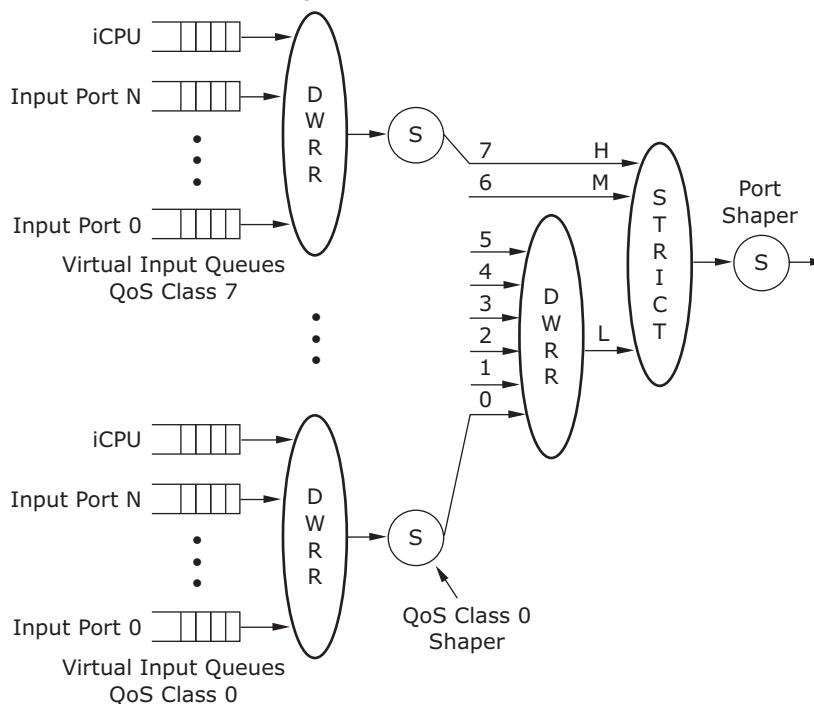 iCPU
Input Port N
Input Port 0
Virtual Input Queues
QoS Class 7
D
W
R
R
S
7
H
6
M
5
4
3
2
1
0
D
W
R
R
L
S
T
R
I
C
T
Port
Shaper
S
iCPU
Input Port N
Input Port 0
Virtual Input Queues
QoS Class 0
D
W
R
R
S
QoS Class 0
Shaper